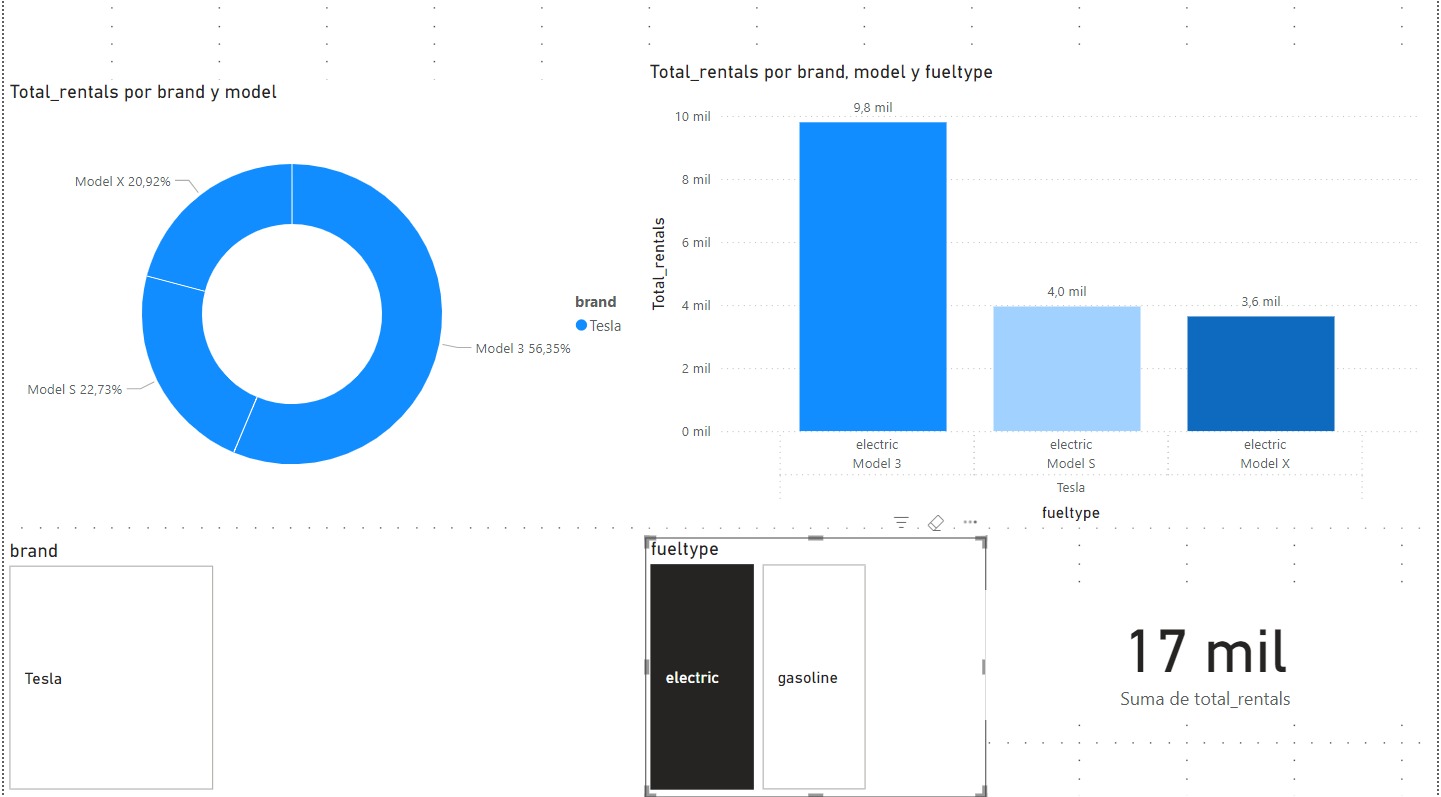 Total_rentals por brand y model
Model X 20,92%
Model S 22,73%
Model 3 56,35%
brand
Tesla
Total_rentals por brand, model y fueltype
Total_rentals
10 mil
8 mil
6 mil
4 mil
2 mil
0 mil
9,8 mil
4,0 mil
3,6 mil
electric
Model 3
electric
Model S
electric
Model X
Tesla
fueltype
brand
Tesla
fueltype
electric
gasoline
17 mil
Suma de total_rentals